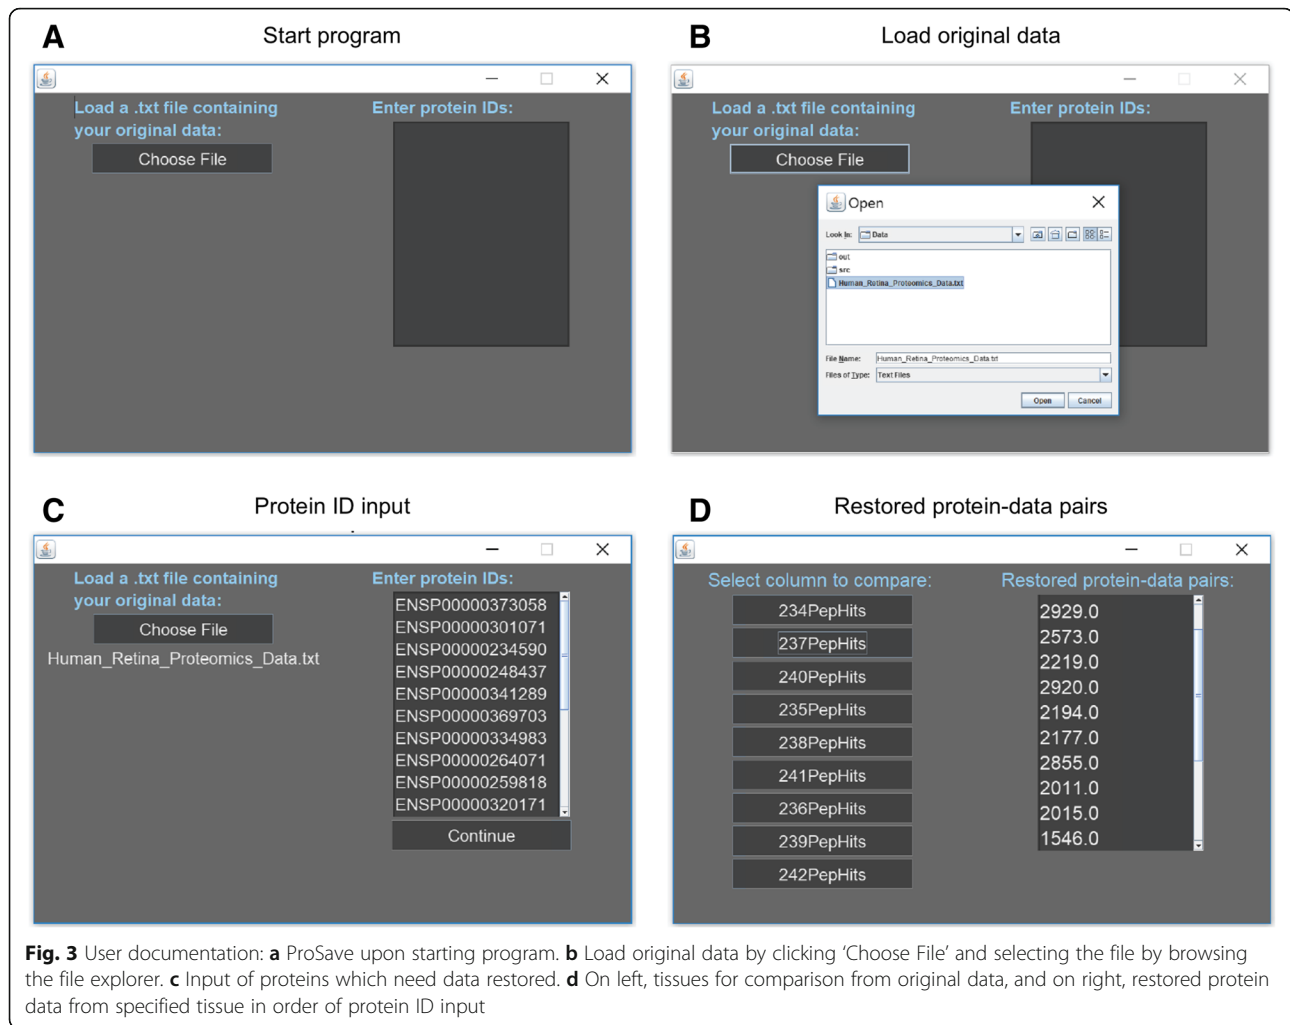 A Start program
Load a .txt file containing
your original data:
Choose File
Enter protein IDs:
B Load original data
Load a .txt file containing
your original data:
Choose File
Enter protein IDs:
Open
Look In: Data
out
src
Human_Retina_Proteomics_Data.txt
File Name: Human_Retina_Proteomics_Data.txt
Files of Type: Text Files
Open Cancel
C Protein ID input
Load a .txt file containing
your original data:
Choose File
Human_Retina_Proteomics_Data.txt
Enter protein IDs:
ENSP00000373058
ENSP00000301071
ENSP00000234590
ENSP00000248437
ENSP00000341289
ENSP00000369703
ENSP00000334983
ENSP00000264071
ENSP00000259818
ENSP00000320171
Continue
D Restored protein-data pairs
Select column to compare:
234PepHits
237PepHits
240PepHits
235PepHits
238PepHits
241PepHits
236PepHits
239PepHits
242PepHits
Restored protein-data pairs:
2929.0
2573.0
2219.0
2920.0
2194.0
2177.0
2855.0
2011.0
2015.0
1546.0
Fig. 3 User documentation: a ProSave upon starting program. b Load original data by clicking ‘Choose File’ and selecting the file by browsing
the file explorer. c Input of proteins which need data restored. d On left, tissues for comparison from original data, and on right, restored protein
data from specified tissue in order of protein ID input